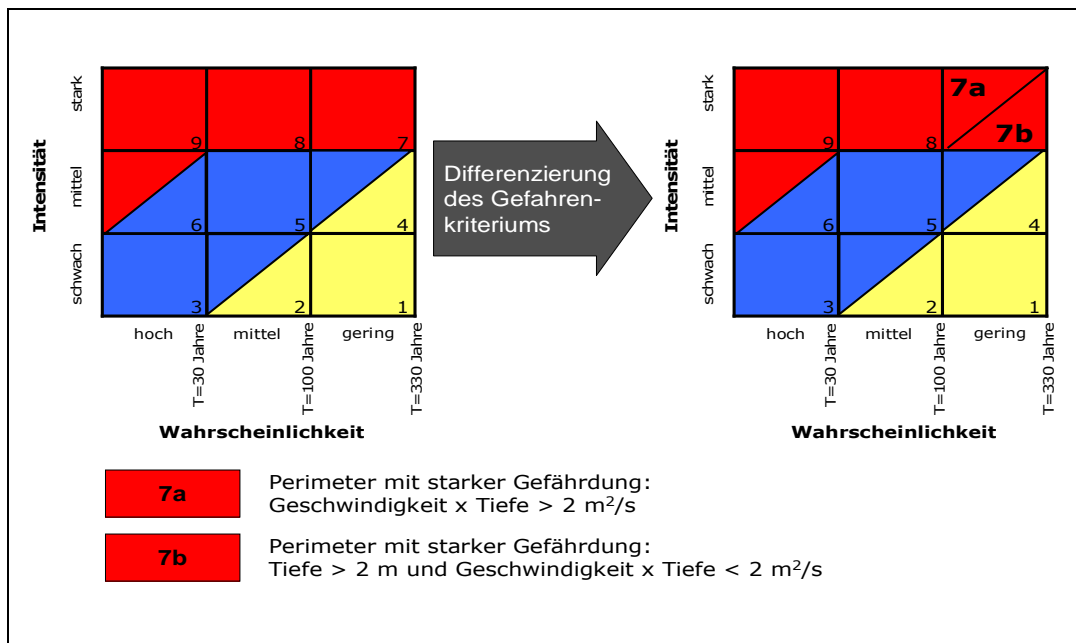 Intensität
stark
mittel
schwach
9
8
7
6
5
4
3
2
1
hoch
mittel
gering
T=30 Jahre
T=100 Jahre
T=330 Jahre
Wahrscheinlichkeit
Differenzierung
des Gefahren-
kriteriums
Intensität
stark
mittel
schwach
7a
7b
9
8
6
5
4
3
2
1
hoch
mittel
gering
T=30 Jahre
T=100 Jahre
T=330 Jahre
Wahrscheinlichkeit
7a
Perimeter mit starker Gefährdung:
Geschwindigkeit x Tiefe > 2 m²/s
7b
Perimeter mit starker Gefährdung:
Tiefe > 2 m und Geschwindigkeit x Tiefe < 2 m²/s